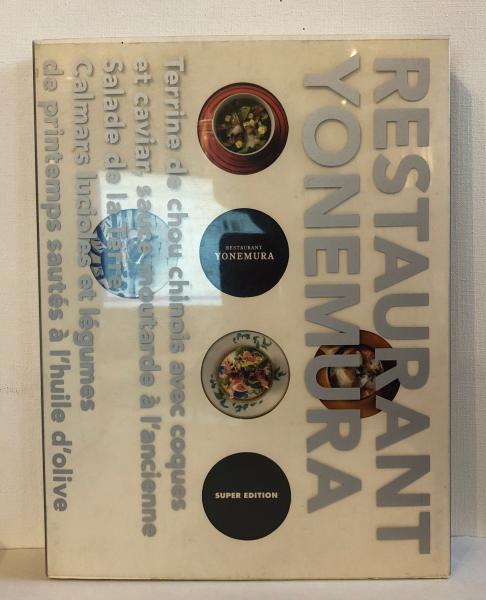 RESTAURANT
YONEMURA
Terrine de chou chinois avec coques
et caviar, sauce moutarde à l'ancienne
Salade de la Terre
Calmars lucioles et légumes
de printemps sautés à l'huile d'olive
RESTAURANT
YONEMURA
SUPER EDITION